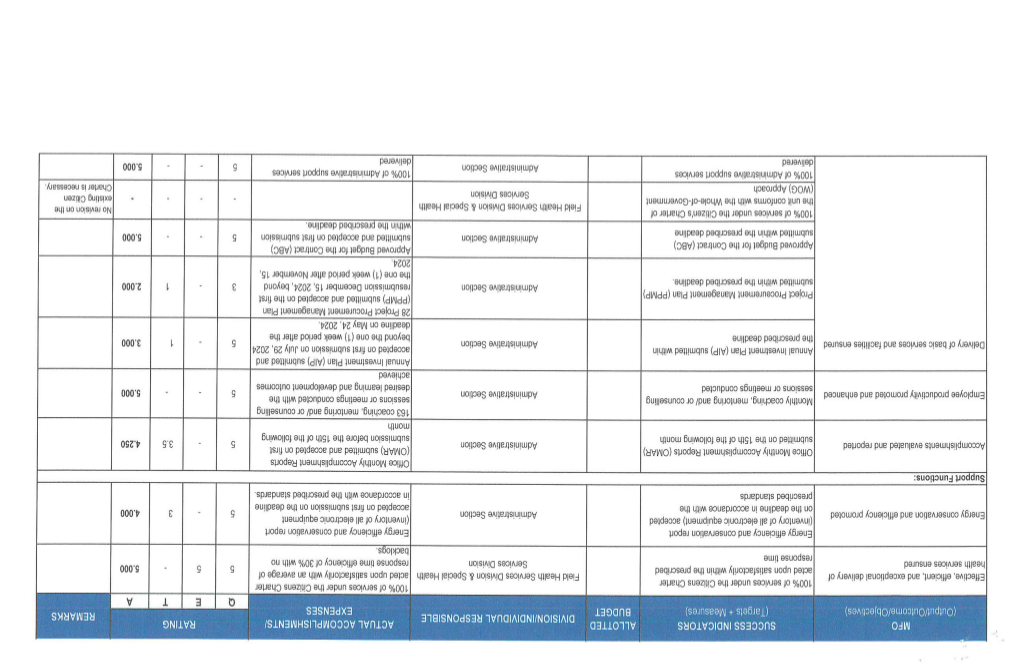 MFO
(Output/Outcome/Objectives)
SUCCESS INDICATORS
(Targets + Measures)
ALLOTTED
BUDGET
DIVISION/INDIVIDUAL RESPONSIBLE
ACTUAL ACCOMPLISHMENTS/
EXPENSES
RATING
Q E T A
REMARKS
Effective, efficient, and exceptional delivery of
health services ensured
100% of services under the Citizens Charter
acted upon satisfactorily within the prescribed
response time
Field Health Services Division & Special Health
Services Division
100% of services under the Citizens Charter
acted upon satisfactorily with an average of
response time efficiency of 30% with no
backlogs.
5 5 - 5.000
Energy conservation and efficiency promoted
Energy efficiency and conservation report
(inventory of all electronic equipment) accepted
on the deadline in accordance with the
prescribed standards
Administrative Section
Energy efficiency and conservation report
(inventory of all electronic equipment
accepted on first submission on the deadline
in accordance with the prescribed standards.
5 - 3 4.000
Support Functions:
Accomplishments evaluated and reported
Office Monthly Accomplishment Reports (OMAR)
submitted on the 15th of the following month
Administrative Section
Office Monthly Accomplishment Reports
(OMAR) submitted and accepted on first
submission before the 15th of the following
month
5 - 3.5 4.250
Employee productivity promoted and enhanced
Monthly coaching, mentoring and/ or counselling
sessions or meetings conducted
Administrative Section
163 coaching, mentoring and/ or counselling
sessions or meetings conducted with the
desired learning and development outcomes
achieved
5 - - 5.000
Delivery of basic services and facilities ensured
Annual Investment Plan (AIP) submitted within
the prescribed deadline
Administrative Section
Annual Investment Plan (AIP) submitted and
accepted on first submission on July 29, 2024
beyond the one (1) week period after the
deadline on May 24, 2024.
5 - 1 3.000
Project Procurement Management Plan (PPMP)
submitted within the prescribed deadline.
Administrative Section
28 Project Procurement Management Plan
(PPMP) submitted and accepted on the first
resubmission December 15, 2024, beyond
the one (1) week period after November 15,
2024.
3 - 1 2.000
Approved Budget for the Contract (ABC)
submitted within the prescribed deadline
Administrative Section
Approved Budget for the Contract (ABC)
submitted and accepted on first submission
within the prescribed deadline.
5 - - 5.000
100% of services under the Citizen's Charter of
the unit conforms with the Whole-of-Government
(WOG) Approach
Field Health Services Division & Special Health
Services Division
- - - -
No revision on the
existing Citizen
Charter is necessary.
100% of Administrative support services
delivered
Administrative Section
100% of Administrative support services
delivered
5 - - 5.000